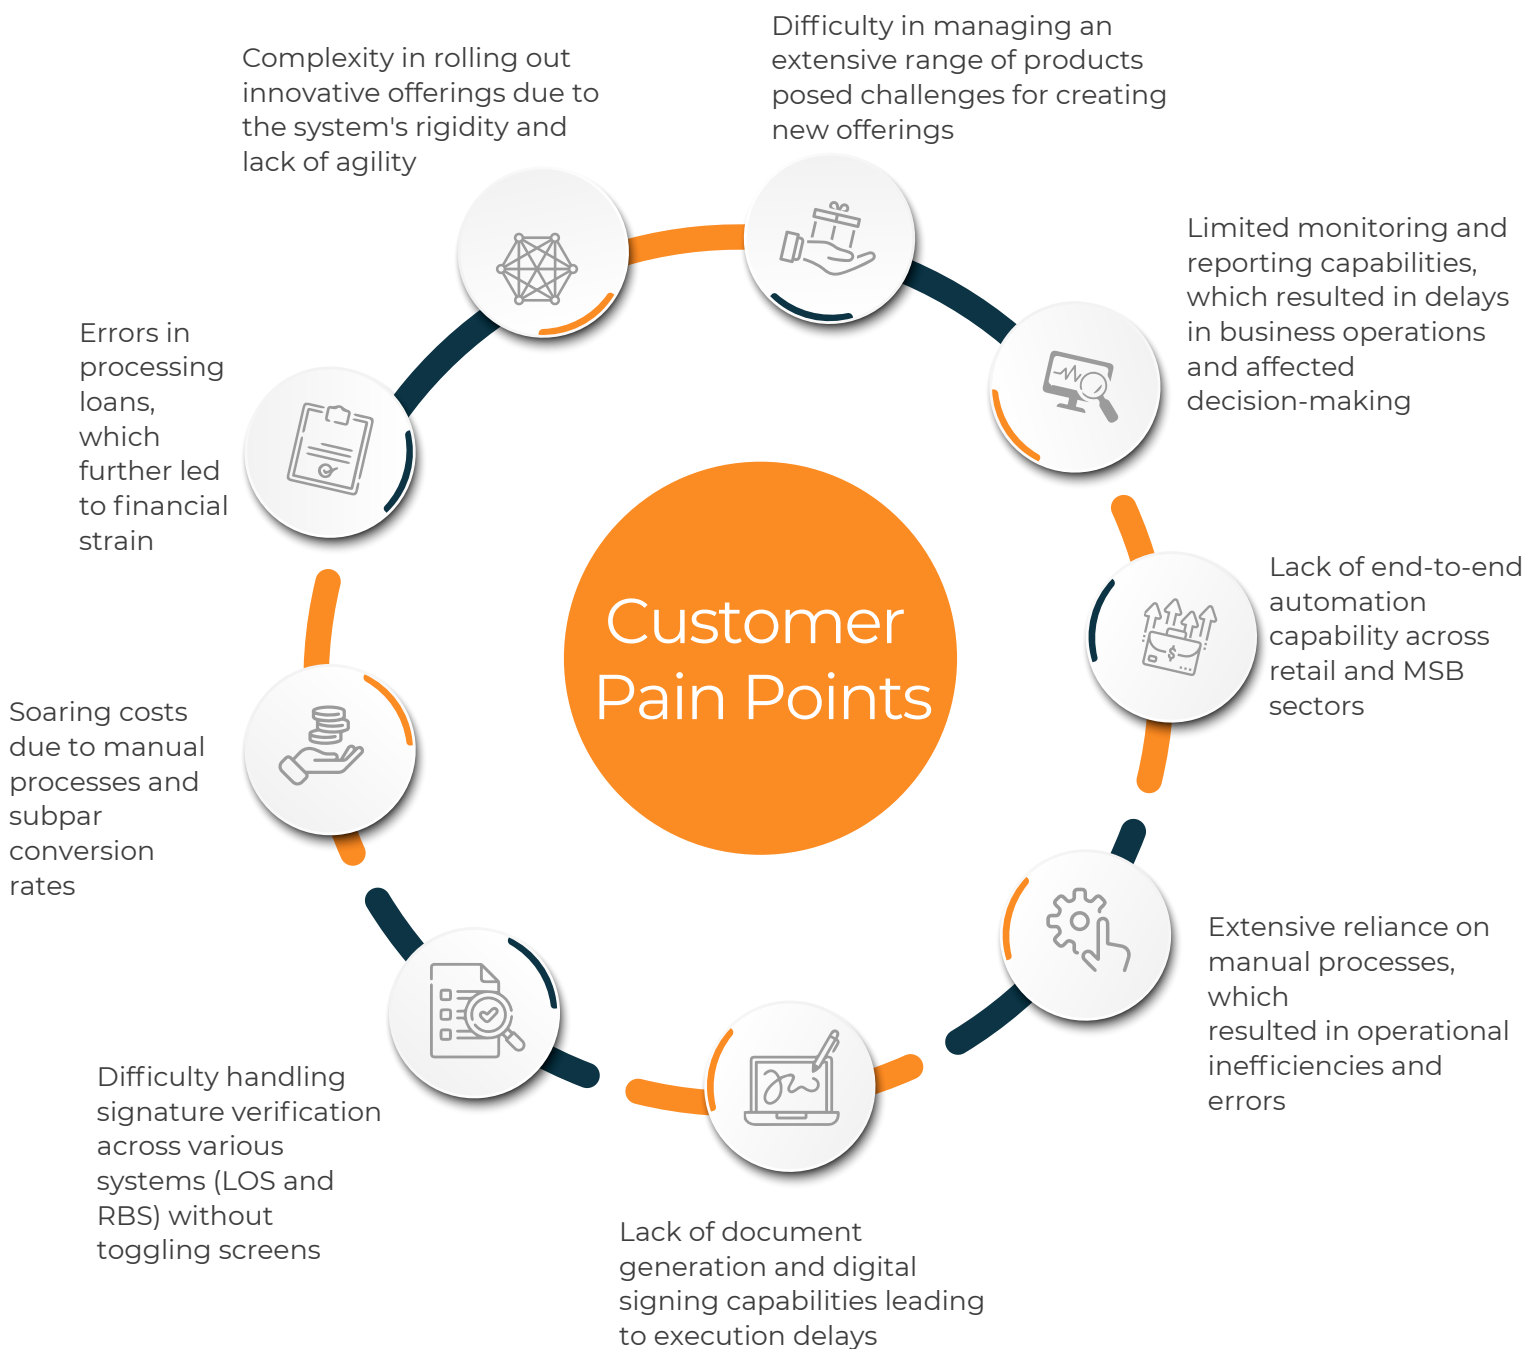 Difficulty in managing an
extensive range of products
posed challenges for creating
new offerings
Complexity in rolling out
innovative offerings due to
the system's rigidity and
lack of agility
Limited monitoring and
reporting capabilities,
which resulted in delays
in business operations
and affected
decision-making
Errors in
processing
loans,
which
further led
to financial
strain
Customer
Pain Points
Lack of end-to-end
automation
capability across
retail and MSB
sectors
Soaring costs
due to manual
processes and
subpar
conversion
rates
Extensive reliance on
manual processes,
which
resulted in operational
inefficiencies and
errors
Difficulty handling
signature verification
across various
systems (LOS and
RBS) without
toggling screens
Lack of document
generation and digital
signing capabilities leading
to execution delays
$